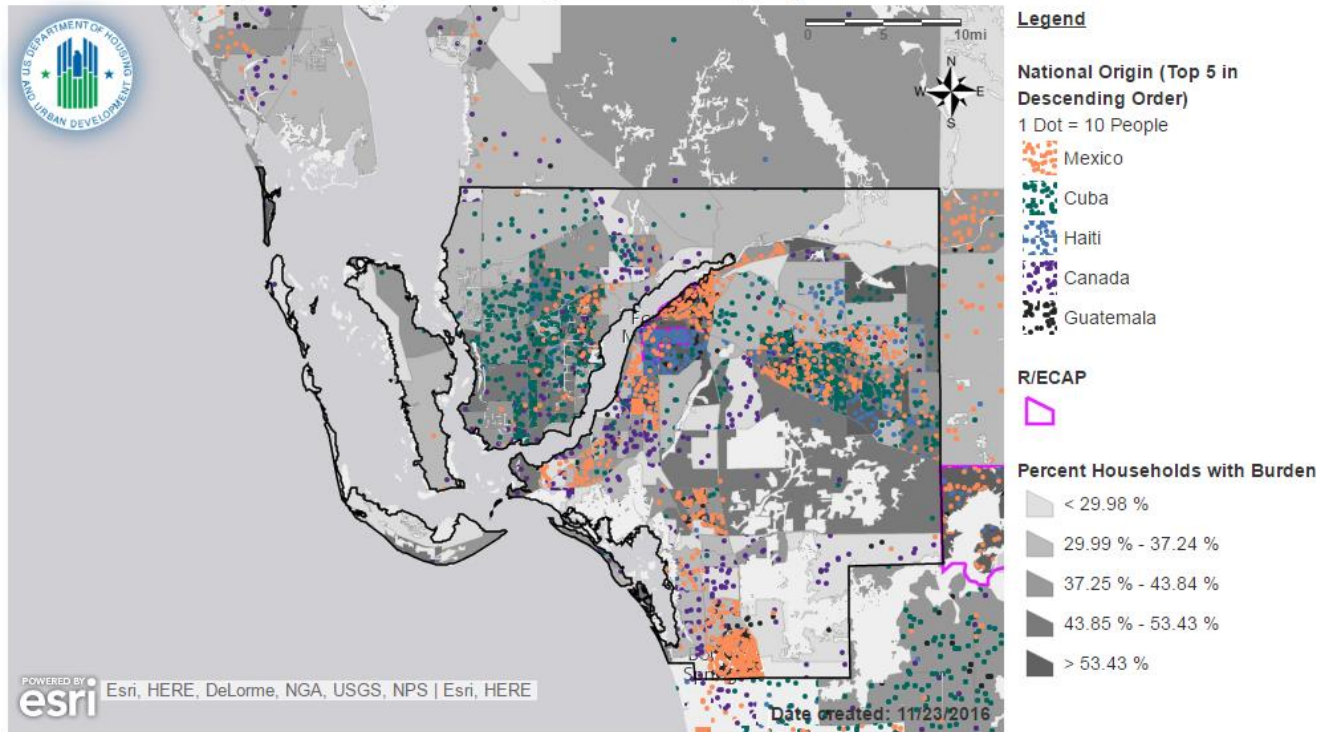 U.S. DEPARTMENT OF HOUSING
AND URBAN DEVELOPMENT
0 5 10mi
N
W E
S
Legend
National Origin (Top 5 in
Descending Order)
1 Dot = 10 People
Mexico
Cuba
Haiti
Canada
Guatemala
R/ECAP
Percent Households with Burden
< 29.98 %
29.99 % - 37.24 %
37.25 % - 43.84 %
43.85 % - 53.43 %
> 53.43 %
POWERED BY
esri
Esri, HERE, DeLorme, NGA, USGS, NPS | Esri, HERE
Date created: 11/23/2016